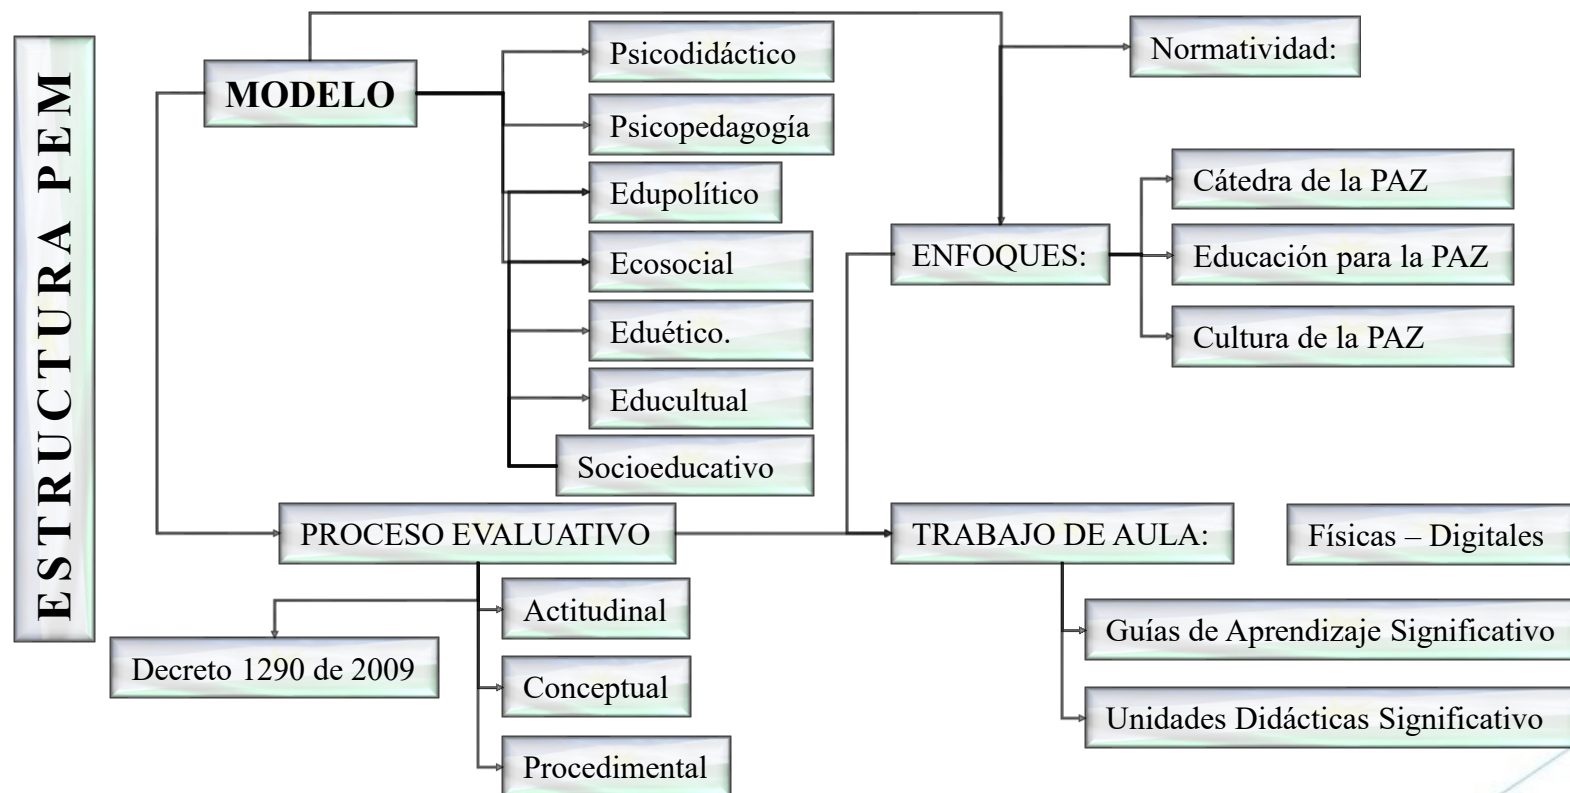 ESTRUCTURA PEM
MODELO
Psicodidáctico
Psicopedagogía
Edupolítico
Ecosocial
Eduético.
Educultual
Socioeducativo
Normatividad:
ENFOQUES:
Cátedra de la PAZ
Educación para la PAZ
Cultura de la PAZ
PROCESO EVALUATIVO
Decreto 1290 de 2009
Actitudinal
Conceptual
Procedimental
TRABAJO DE AULA:
Físicas – Digitales
Guías de Aprendizaje Significativo
Unidades Didácticas Significativo